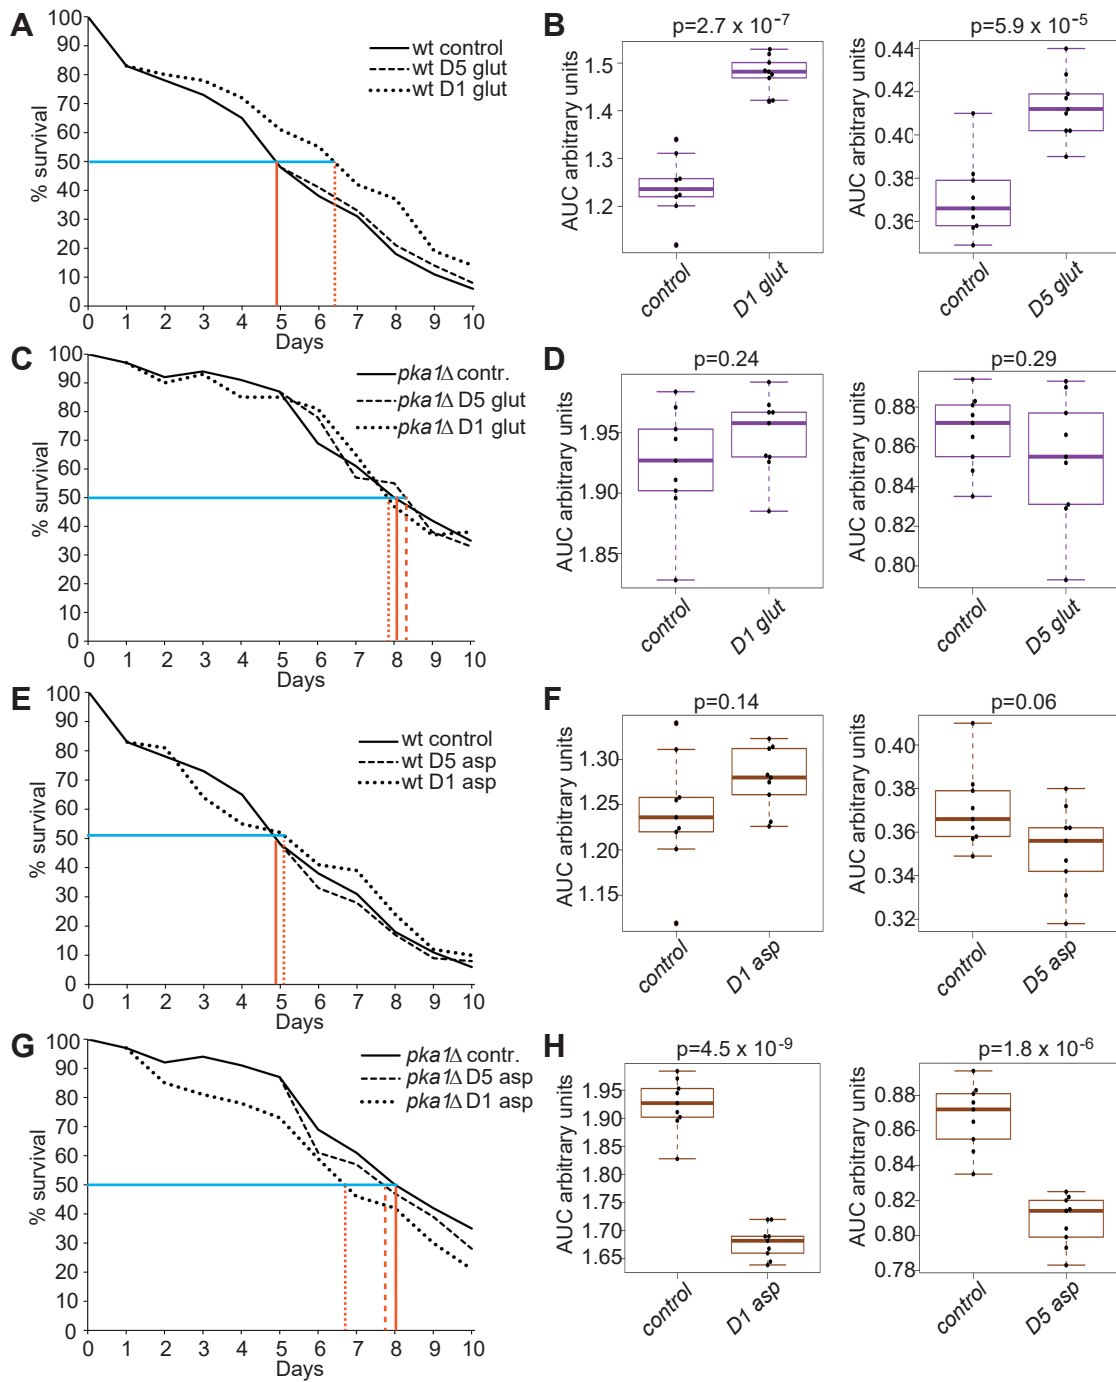 A
100
90
80
70
60
50
40
30
20
10
0
% survival
0 1 2 3 4 5 6 7 8 9 10
Days
wt control
wt D5 glut
wt D1 glut
B
p=2.7 x 10⁻⁷
AUC arbitrary units
1.5
1.3
1.2
control
D1 glut
p=5.9 x 10⁻⁵
AUC arbitrary units
0.44
0.40
0.38
0.36
control
D5 glut
C
100
90
80
70
60
50
40
30
20
10
0
% survival
0 1 2 3 4 5 6 7 8 9 10
Days
pka1Δ contr.
pka1Δ D5 glut
pka1Δ D1 glut
D
p=0.24
AUC arbitrary units
1.95
1.90
1.85
control
D1 glut
p=0.29
AUC arbitrary units
0.88
0.84
0.82
0.80
control
D5 glut
E
100
90
80
70
60
50
40
30
20
10
0
% survival
0 1 2 3 4 5 6 7 8 9 10
Days
wt control
wt D5 asp
wt D1 asp
F
p=0.14
AUC arbitrary units
1.30
1.25
1.20
1.15
control
D1 asp
p=0.06
AUC arbitrary units
0.40
0.38
0.36
0.34
0.32
control
D5 asp
G
100
90
80
70
60
50
40
30
20
10
0
% survival
0 1 2 3 4 5 6 7 8 9 10
Days
pka1Δ contr.
pka1Δ D5 asp
pka1Δ D1 asp
H
p=4.5 x 10⁻⁹
AUC arbitrary units
1.95
1.90
1.80
1.70
1.65
control
D1 asp
p=1.8 x 10⁻⁶
AUC arbitrary units
0.88
0.86
0.84
0.82
0.80
0.78
control
D5 asp